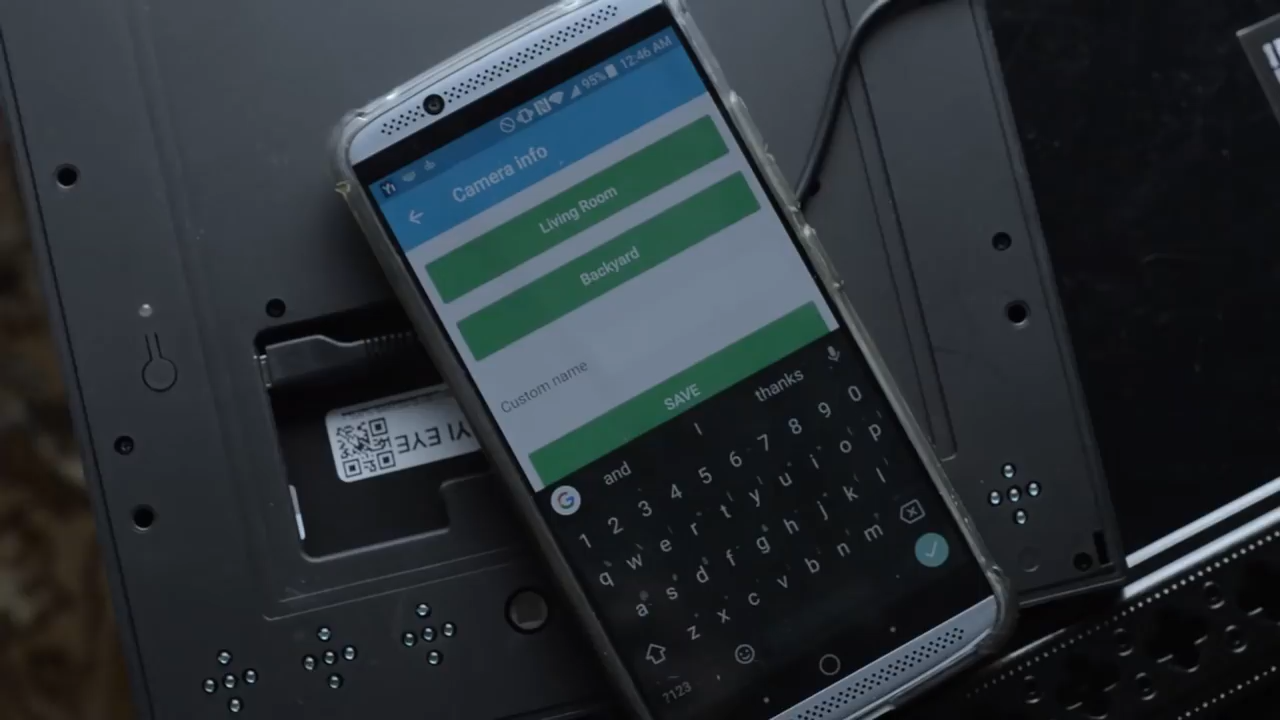 12:46 AM
95%
Yi
Camera info
Living Room
Backyard
Custom name
SAVE
and
I
thanks
1 2 3 4 5 6 7 8 9 0
q w e r t y u i o p
a s d f g h j k l
z x c v b n m
?123 ,
YI EYE